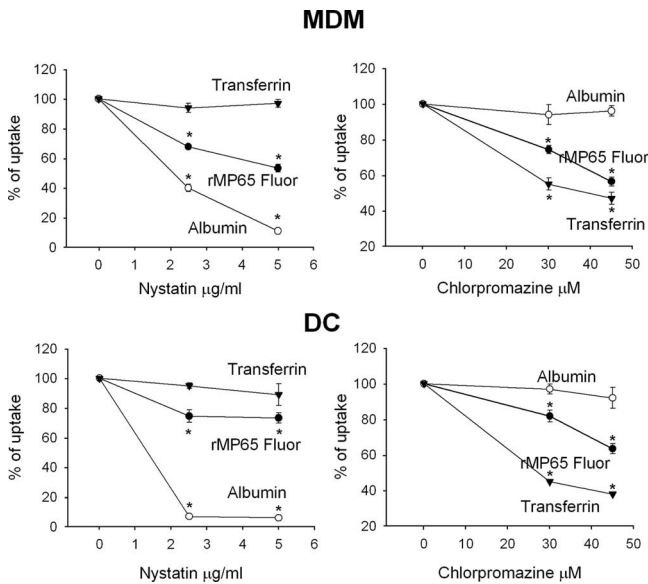 MDM
120
100
80
60
40
20
0
% of uptake
Transferrin
*
*
rMP65 Fluor
*
Albumin
*
0 1 2 3 4 5 6
Nystatin μg/ml
120
100
80
60
40
20
% of uptake
Albumin
*
rMP65 Fluor
*
*
*
Transferrin
0 10 20 30 40 50
Chlorpromazine μM
DC
120
100
80
60
40
20
0
% of uptake
Transferrin
* *
rMP65 Fluor
Albumin
* *
0 1 2 3 4 5 6
Nystatin μg/ml
120
100
80
60
40
20
% of uptake
Albumin
*
*
rMP65 Fluor
*
*
Transferrin
0 10 20 30 40 50
Chlorpromazine μM